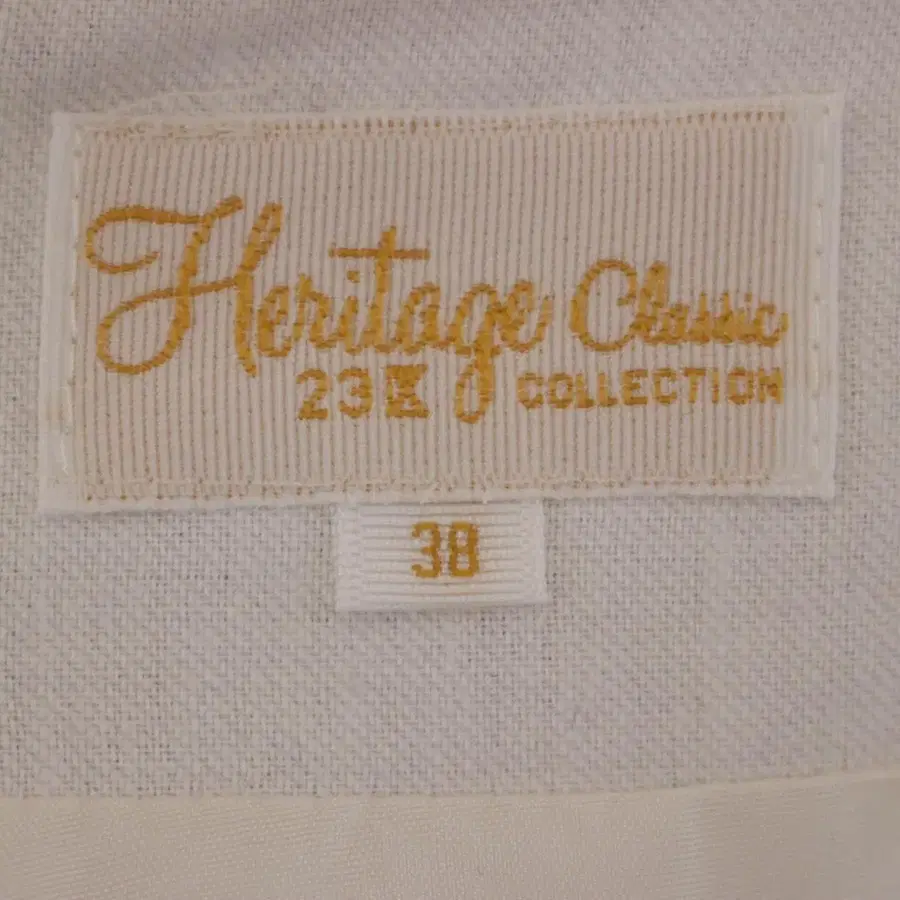 Heritage Classic
23区 COLLECTION
38